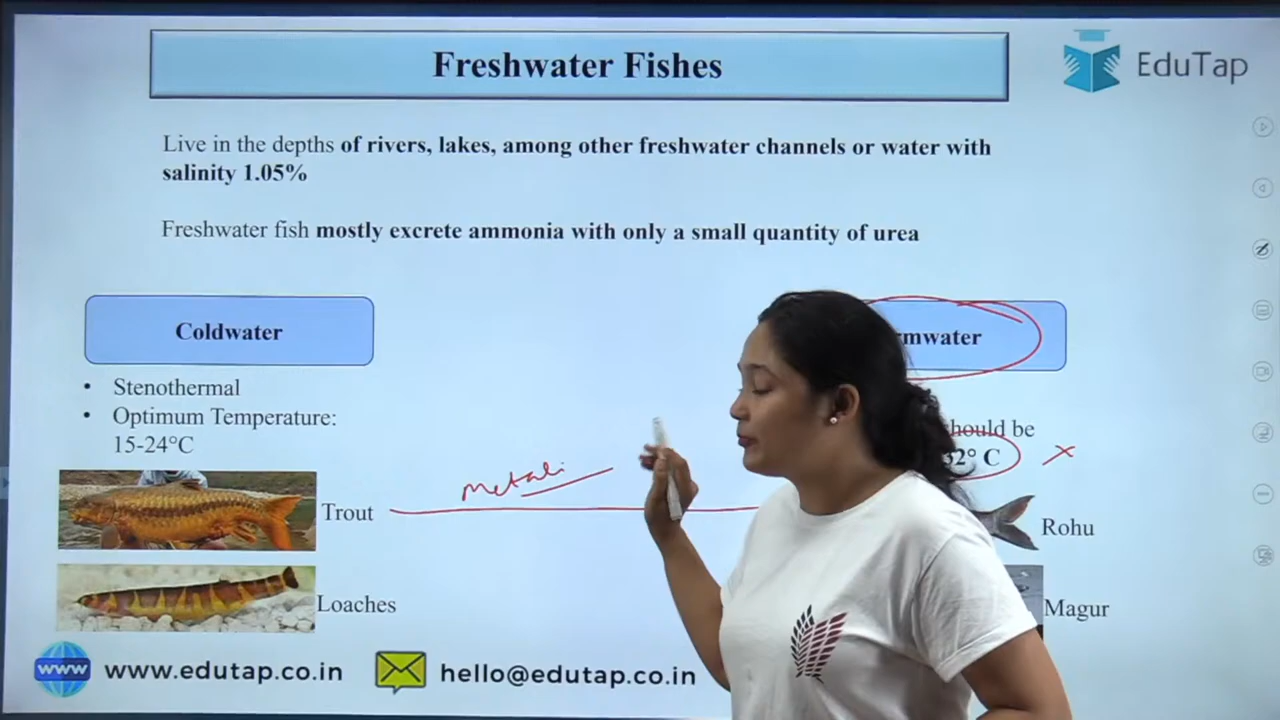 Freshwater Fishes
EduTap
Live in the depths of rivers, lakes, among other freshwater channels or water with
salinity 1.05%
Freshwater fish mostly excrete ammonia with only a small quantity of urea
Coldwater
rmwater
• Stenothermal
• Optimum Temperature:
15-24°C
should be
32° C
Trout
Rohu
Loaches
Magur
www
www.edutap.co.in
hello@edutap.co.in